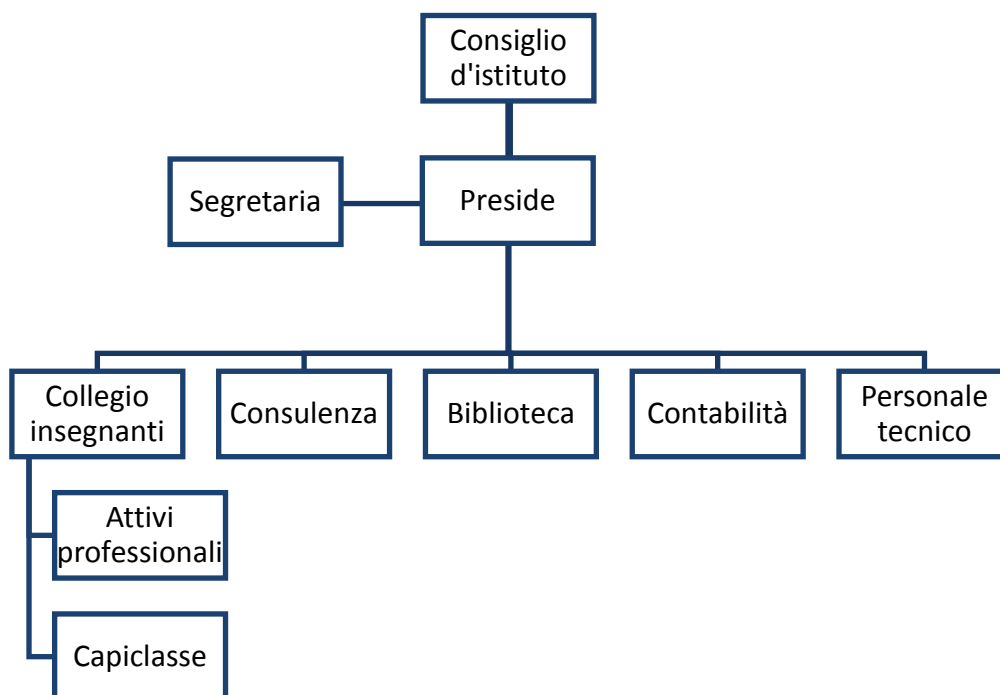 Consiglio
d'istituto
Segretaria
Preside
Collegio
insegnanti
Consulenza
Biblioteca
Contabilità
Personale
tecnico
Attivi
professionali
Capiclasse